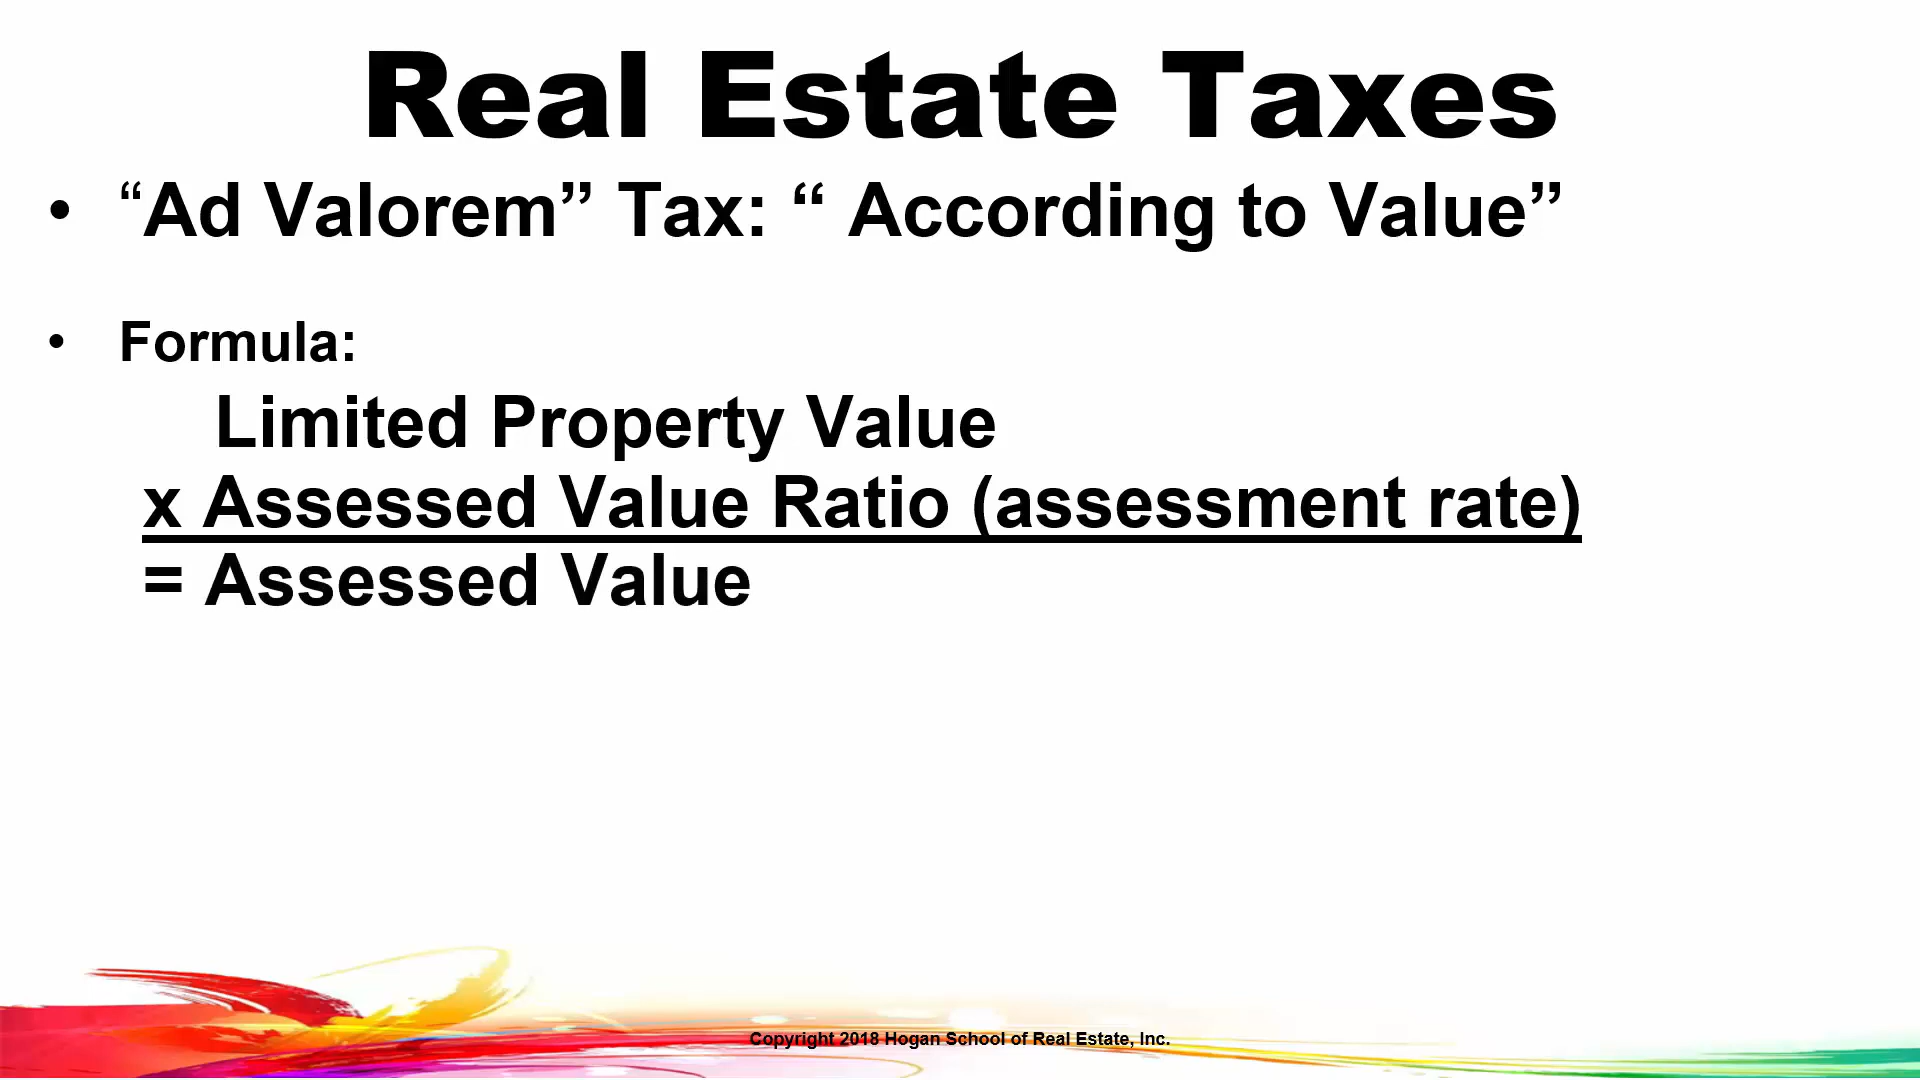 Real Estate Taxes
• “Ad Valorem” Tax: “ According to Value”
• Formula:
Limited Property Value
x Assessed Value Ratio (assessment rate)
= Assessed Value
Copyright 2018 Hogan School of Real Estate, Inc.